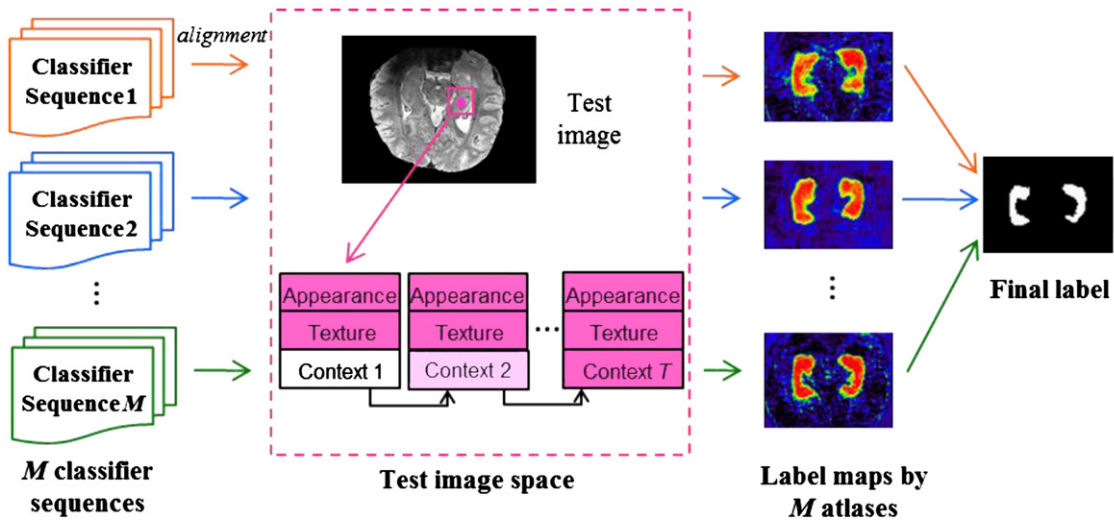 Classifier
Sequence1
alignment
Classifier
Sequence2
...
Classifier
SequenceM
M classifier
sequences
Test
image
Appearance
Texture
Context 1
Appearance
Texture
Context 2
...
Appearance
Texture
Context T
Test image space
...
Label maps by
M atlases
Final label